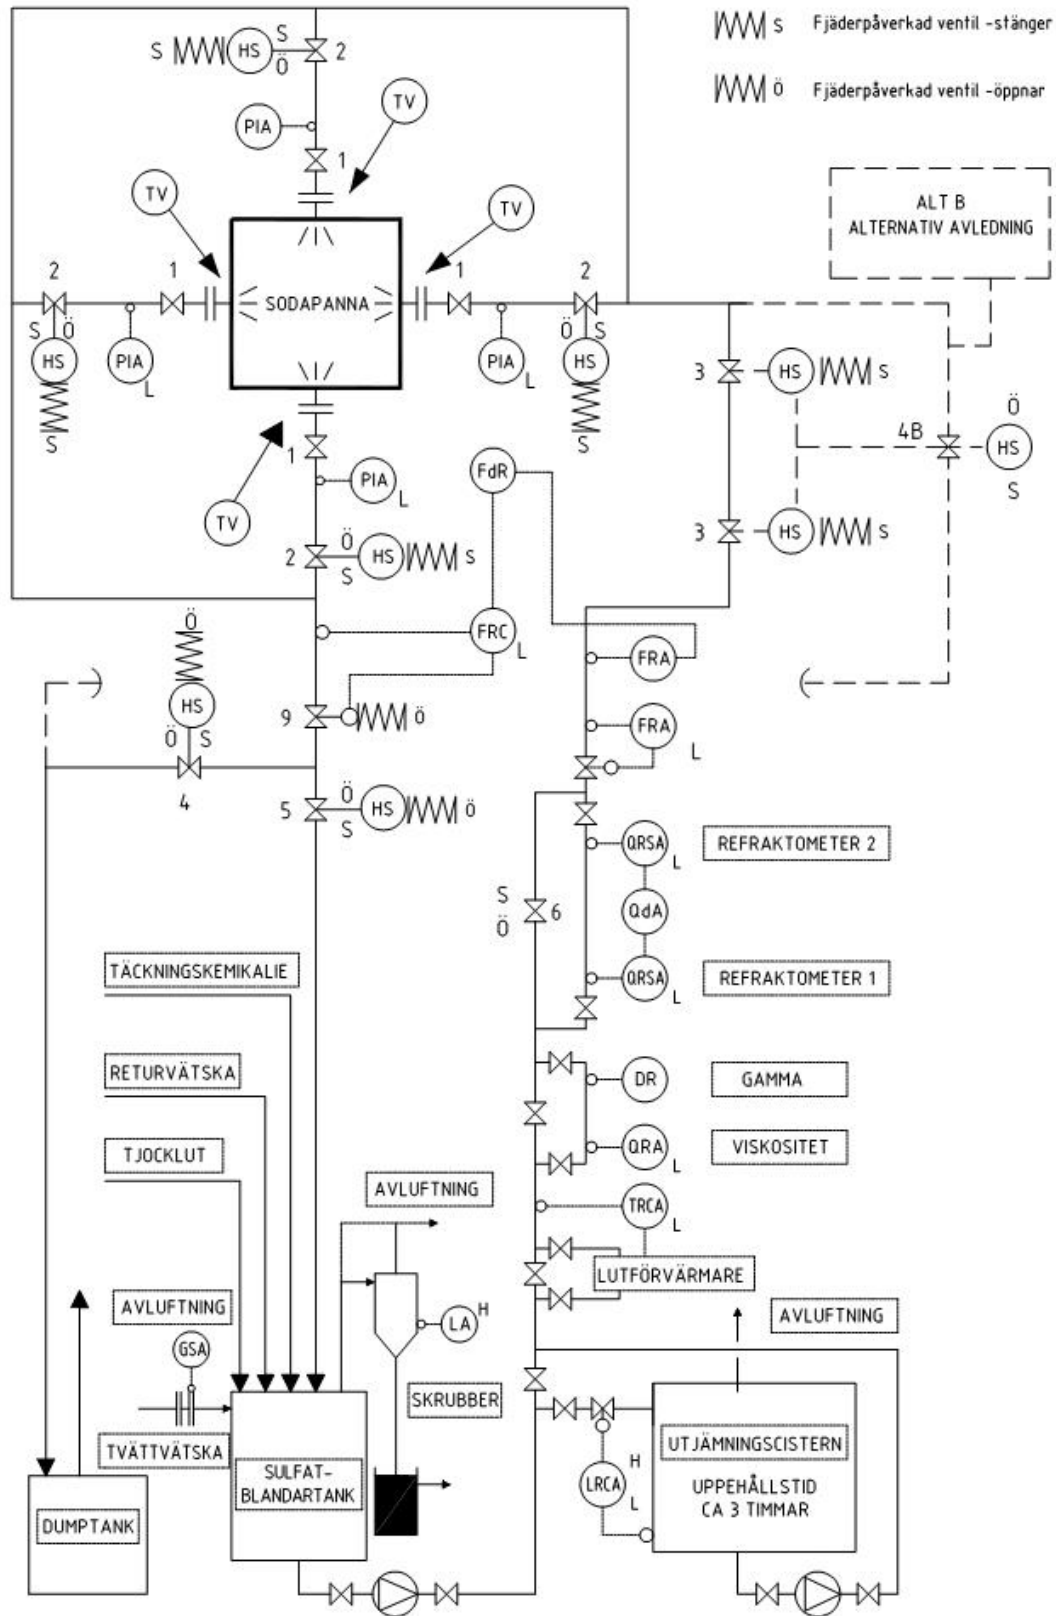 S
HS
S
Ö
2
S
Fjäderpåverkad ventil -stänger
Ö
Fjäderpåverkad ventil -öppnar
TV
PIA
1
TV
TV
ALT B
ALTERNATIV AVLEDNING
2
1
1
2
SODAPANNA
S
Ö
HS
S
PIA
L
PIA
L
Ö
S
HS
S
3
HS
S
Ö
4B
HS
S
1
PIA
L
FdR
TV
3
HS
S
2
Ö
S
HS
S
Ö
FRC
L
FRA
HS
Ö
S
9
Ö
FRA
L
4
5
Ö
S
HS
Ö
QRSA
L
REFRAKTOMETER 2
S
Ö
6
QdA
TÄCKNINGSKEMIKALIE
QRSA
L
REFRAKTOMETER 1
RETURVÄTSKA
DR
GAMMA
TJOCKLUT
QRA
L
VISKOSITET
AVLUFTNING
TRCA
L
LUTFÖRVÄRMARE
AVLUFTNING
LA
H
AVLUFTNING
GSA
SKRUBBER
TVÄTTVÄTSKA
SULFAT-
BLANDARTANK
UTJÄMNINGSCISTERN
H
LRCA
L
UPPEHÅLLSTID
CA 3 TIMMAR
DUMPTANK